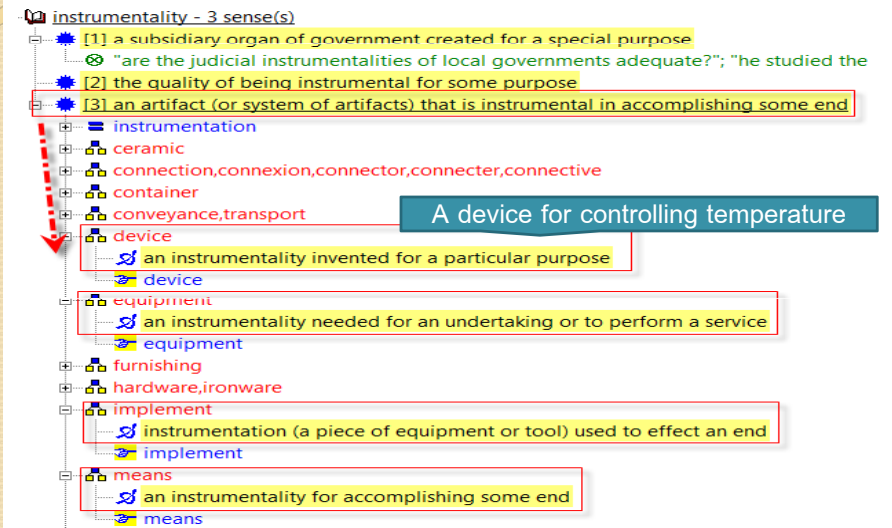 instrumentality - 3 sense(s)
[1] a subsidiary organ of government created for a special purpose
"are the judicial instrumentalities of local governments adequate?"; "he studied the
[2] the quality of being instrumental for some purpose
[3] an artifact (or system of artifacts) that is instrumental in accomplishing some end
instrumentation
ceramic
connection,connexion,connector,connecter,connective
container
conveyance,transport
A device for controlling temperature
device
an instrumentality invented for a particular purpose
device
equipment
an instrumentality needed for an undertaking or to perform a service
equipment
furnishing
hardware,ironware
implement
instrumentation (a piece of equipment or tool) used to effect an end
implement
means
an instrumentality for accomplishing some end
means